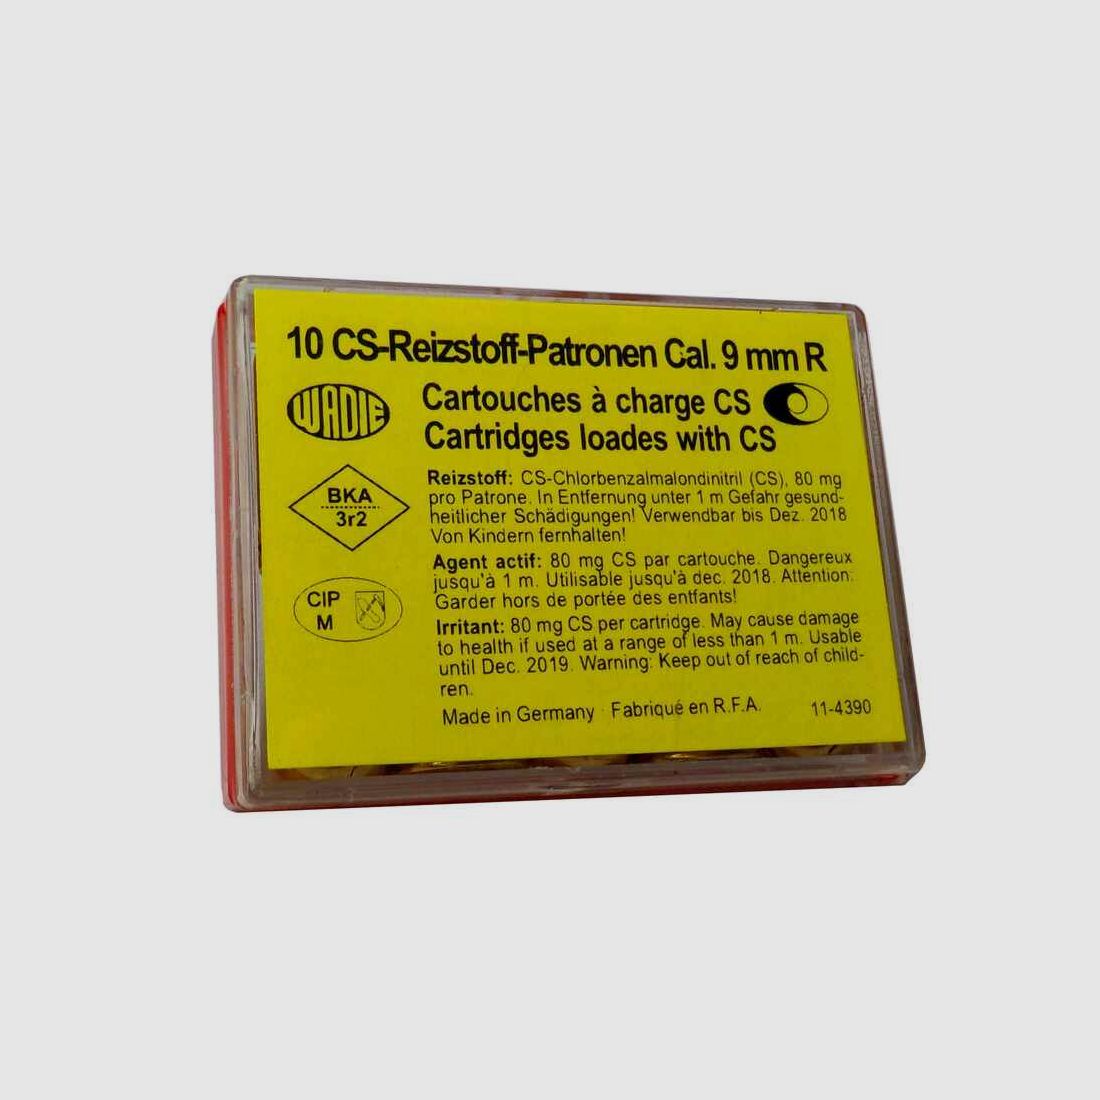 10 CS-Reizstoff-Patronen Cal. 9 mm R
WADIE
Cartouches à charge CS
Cartridges loades with CS
BKA
3r2
CIP
M
Reizstoff: CS-Chlorbenzalmalondinitril (CS), 80 mg
pro Patrone. In Entfernung unter 1 m Gefahr gesund-
heitlicher Schädigungen! Verwendbar bis Dez. 2018
Von Kindern fernhalten!
Agent actif: 80 mg CS par cartouche. Dangereux
jusqu'à 1 m. Utilisable jusqu'à dec. 2018. Attention:
Garder hors de portée des entfants!
Irritant: 80 mg CS per cartridge. May cause damage
to health if used at a range of less than 1 m. Usable
until Dec. 2019. Warning: Keep out of reach of child-
ren.
Made in Germany · Fabriqué en R.F.A.
11-4390